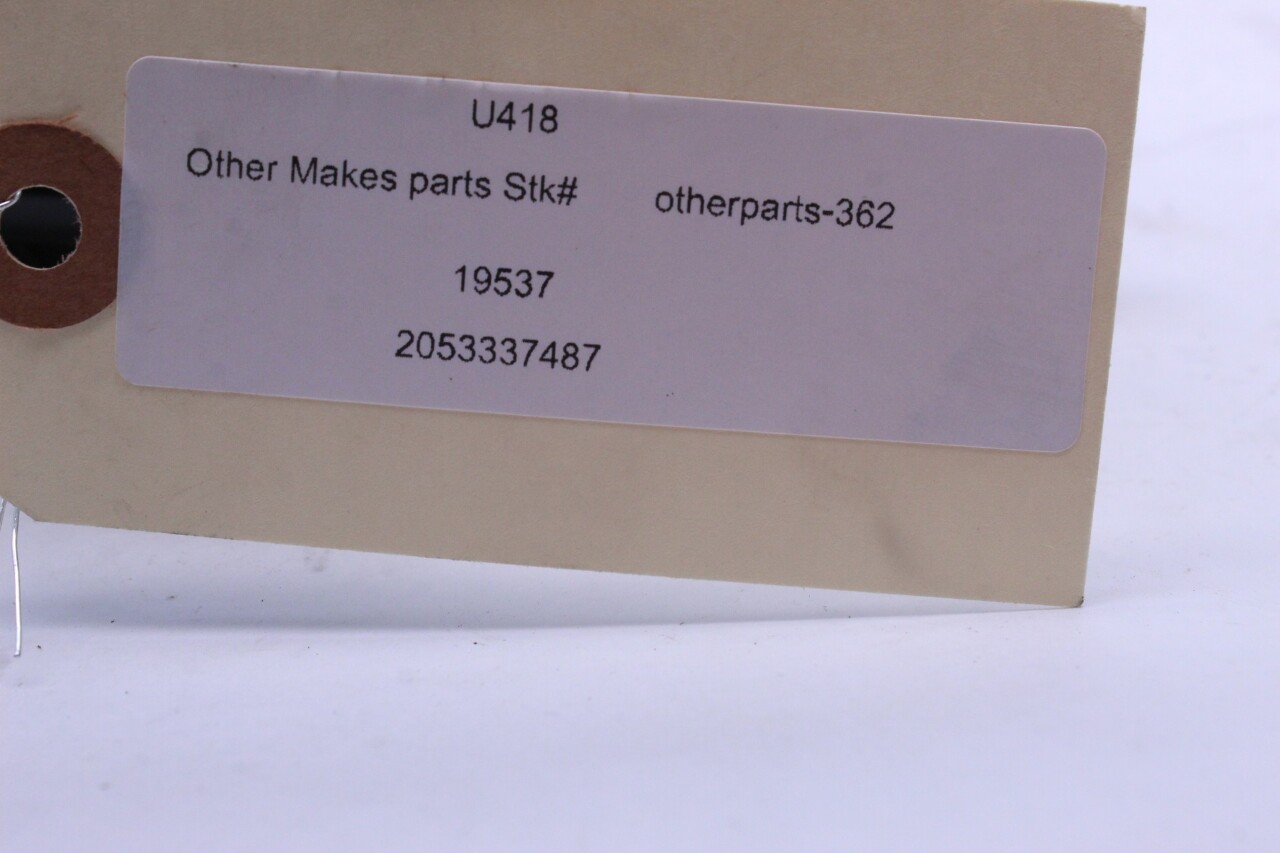 U418
Other Makes parts Stk# otherparts-362
19537
2053337487